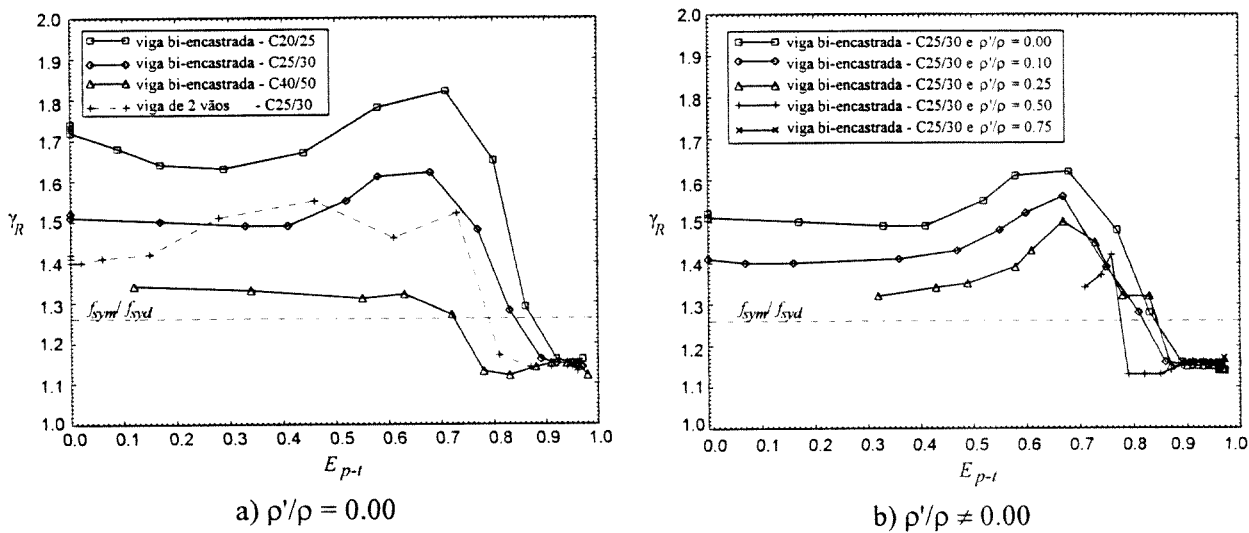 2.0
1.9
1.8
1.7
1.6
1.5
1.4
1.3
1.2
1.1
1.0
γR
viga bi-encastrada - C20/25
viga bi-encastrada - C25/30
viga bi-encastrada - C40/50
viga de 2 vãos - C25/30
fsym/ fsyd
0.0 0.1 0.2 0.3 0.4 0.5 0.6 0.7 0.8 0.9 1.0
E p-t
a) ρ'/ρ = 0.00
2.0
1.9
1.8
1.7
1.6
1.5
1.4
1.3
1.2
1.1
1.0
γR
viga bi-encastrada - C25/30 e ρ'/ρ = 0.00
viga bi-encastrada - C25/30 e ρ'/ρ = 0.10
viga bi-encastrada - C25/30 e ρ'/ρ = 0.25
viga bi-encastrada - C25/30 e ρ'/ρ = 0.50
viga bi-encastrada - C25/30 e ρ'/ρ = 0.75
fsym/ fsyd
0.0 0.1 0.2 0.3 0.4 0.5 0.6 0.7 0.8 0.9 1.0
E p-t
b) ρ'/ρ ≠ 0.00